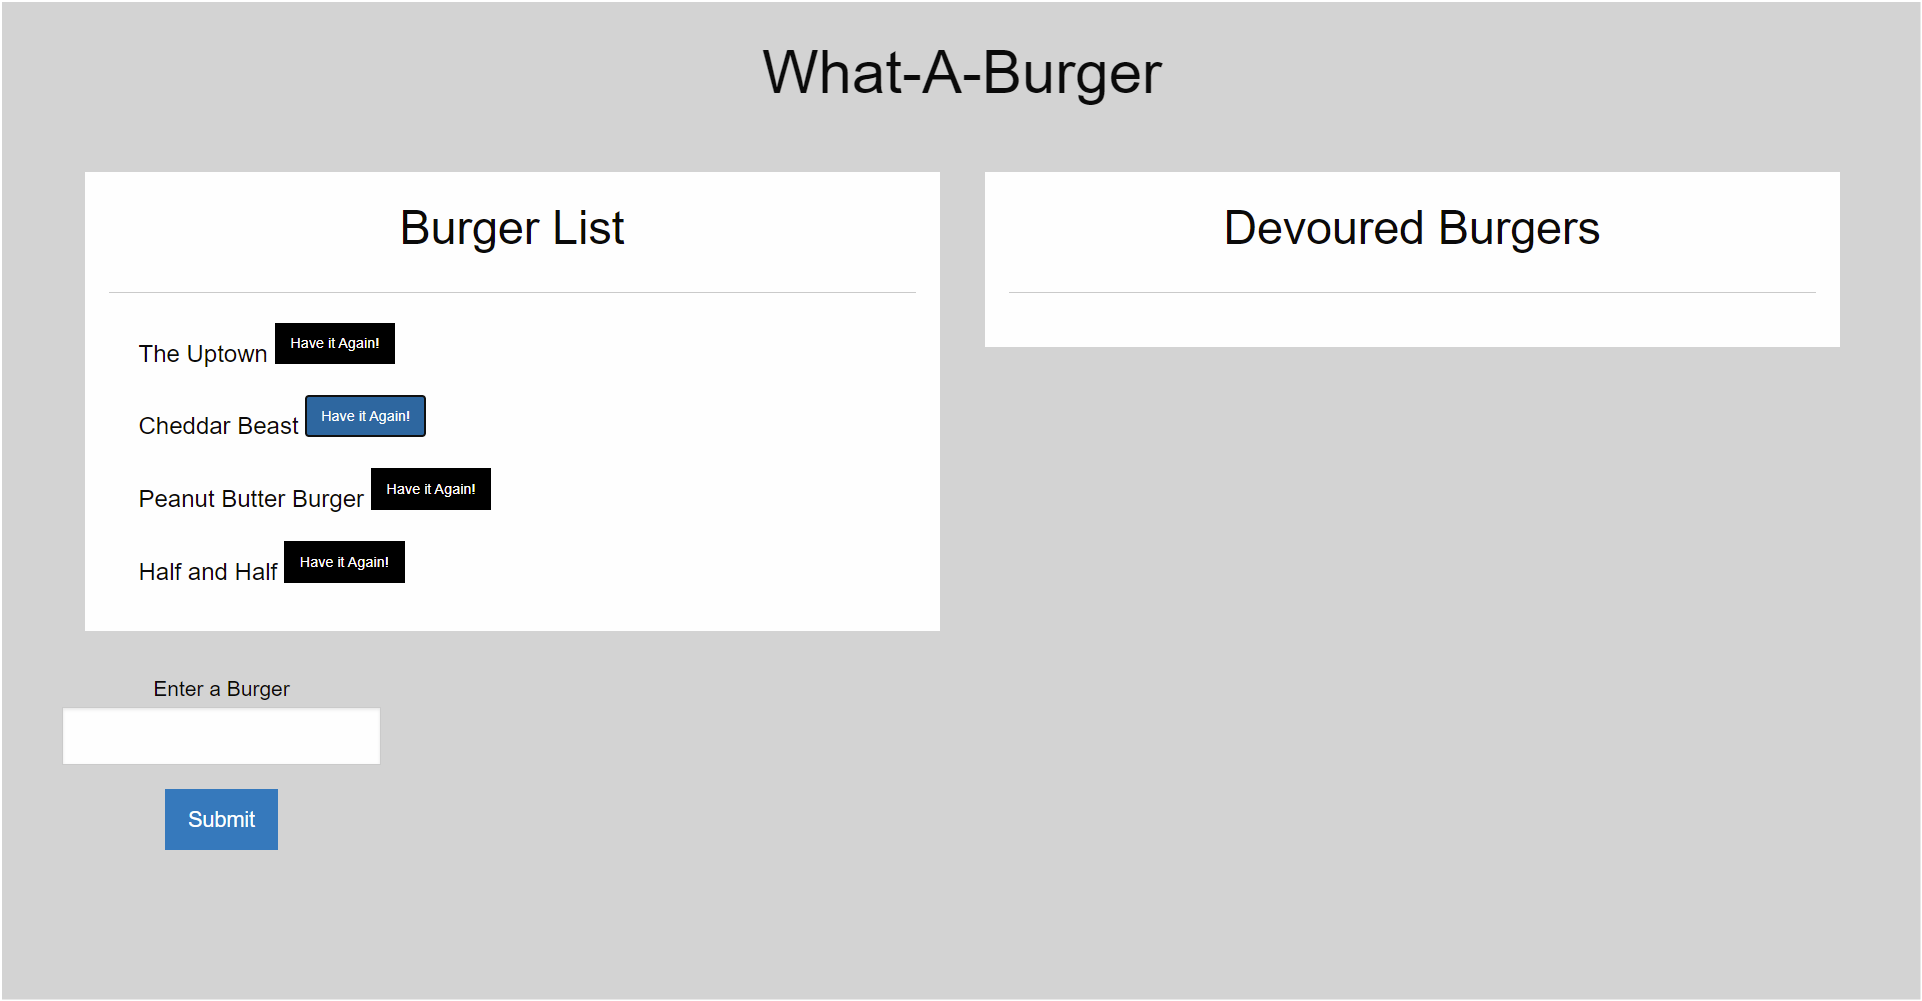 What-A-Burger
Burger List
The Uptown Have it Again!
Cheddar Beast Have it Again!
Peanut Butter Burger Have it Again!
Half and Half Have it Again!
Devoured Burgers
Enter a Burger
Submit